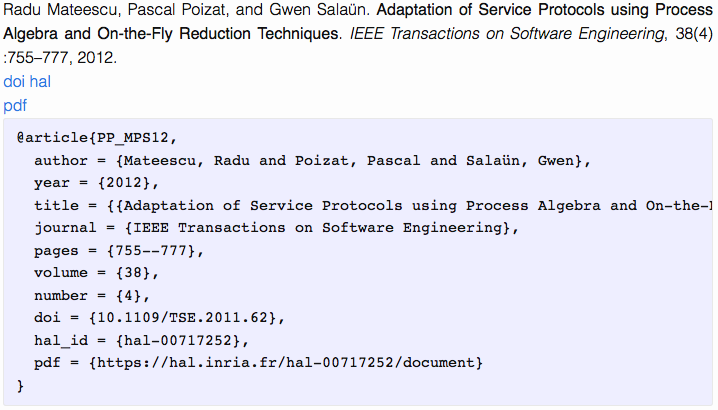 Radu Mateescu, Pascal Poizat, and Gwen Salaün. Adaptation of Service Protocols using Process
Algebra and On-the-Fly Reduction Techniques. IEEE Transactions on Software Engineering, 38(4)
:755–777, 2012.
doi hal
pdf
@article{PP_MPS12,
  author = {Mateescu, Radu and Poizat, Pascal and Salaün, Gwen},
  year = {2012},
  title = {{Adaptation of Service Protocols using Process Algebra and On-the-
  journal = {IEEE Transactions on Software Engineering},
  pages = {755--777},
  volume = {38},
  number = {4},
  doi = {10.1109/TSE.2011.62},
  hal_id = {hal-00717252},
  pdf = {https://hal.inria.fr/hal-00717252/document}
}